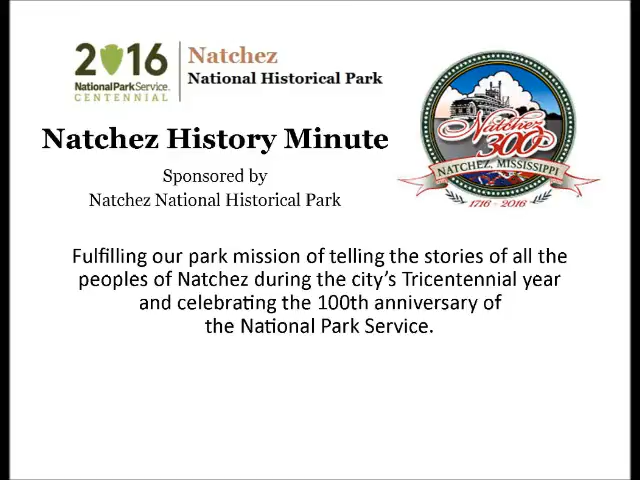 2016
National Park Service
CENTENNIAL
Natchez
National Historical Park
Natchez History Minute
Sponsored by
Natchez National Historical Park
Natchez
300
NATCHEZ, MISSISSIPPI
1716 - 2016
Fulfilling our park mission of telling the stories of all the
peoples of Natchez during the city's Tricentennial year
and celebrating the 100th anniversary of
the National Park Service.